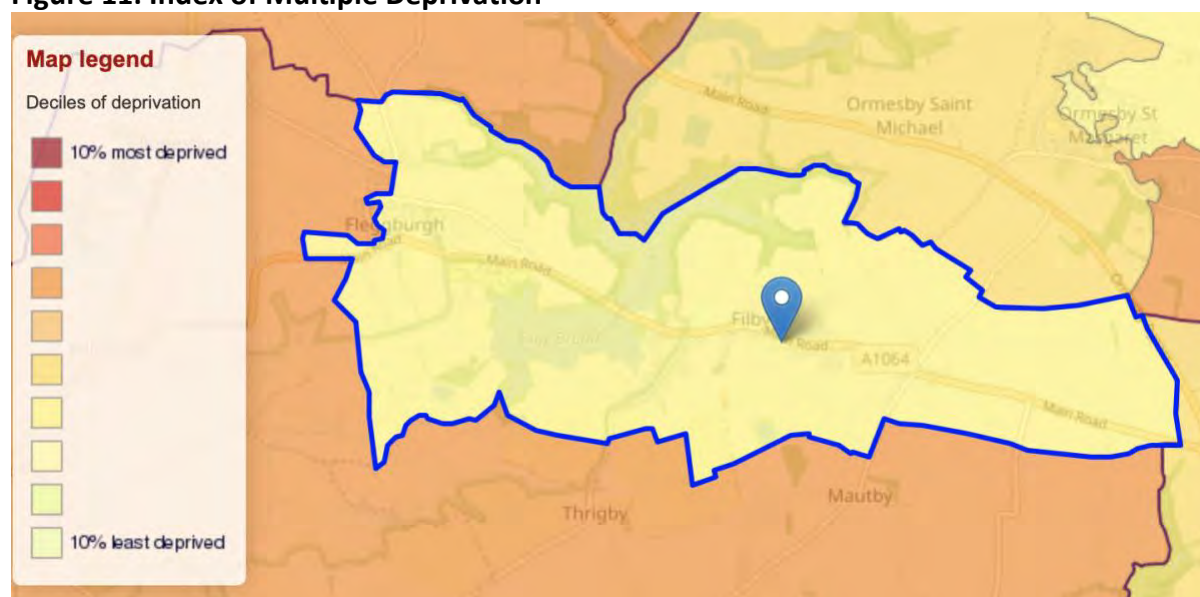 Figure 11: Index of Multiple Deprivation
Map legend
Deciles of deprivation
10% most deprived
10% least deprived
Main Road
Ormesby Saint
Michael
Ormesby St
Margaret
Fleggburgh
Main Road
Filby
Main Road
A1064
Main Road
Thrigby
Mautby